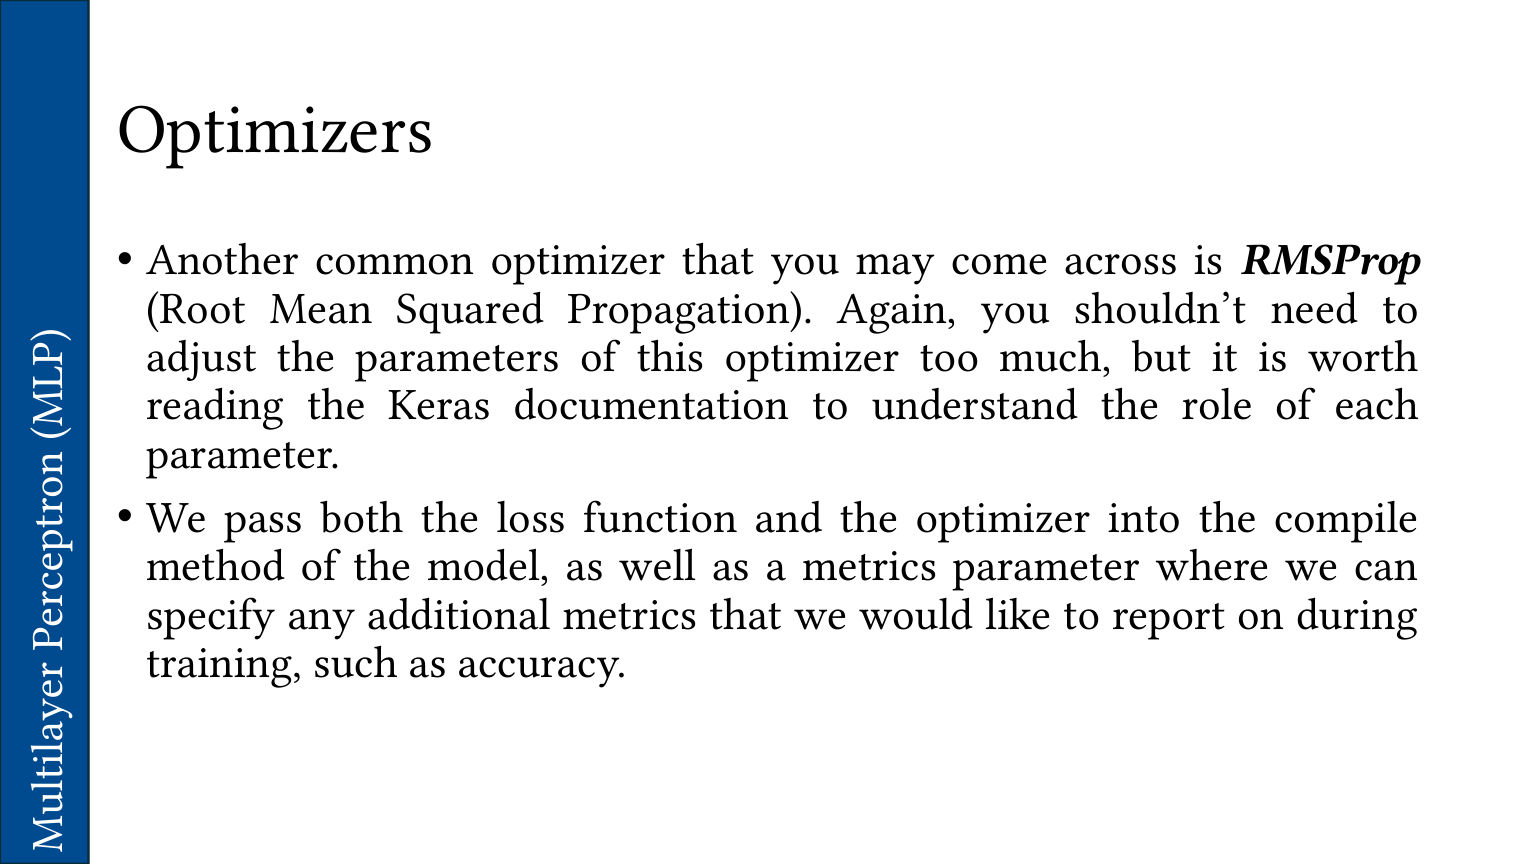 Multilayer Perceptron (MLP)
Optimizers
• Another common optimizer that you may come across is RMSProp
(Root Mean Squared Propagation). Again, you shouldn’t need to
adjust the parameters of this optimizer too much, but it is worth
reading the Keras documentation to understand the role of each
parameter.
• We pass both the loss function and the optimizer into the compile
method of the model, as well as a metrics parameter where we can
specify any additional metrics that we would like to report on during
training, such as accuracy.